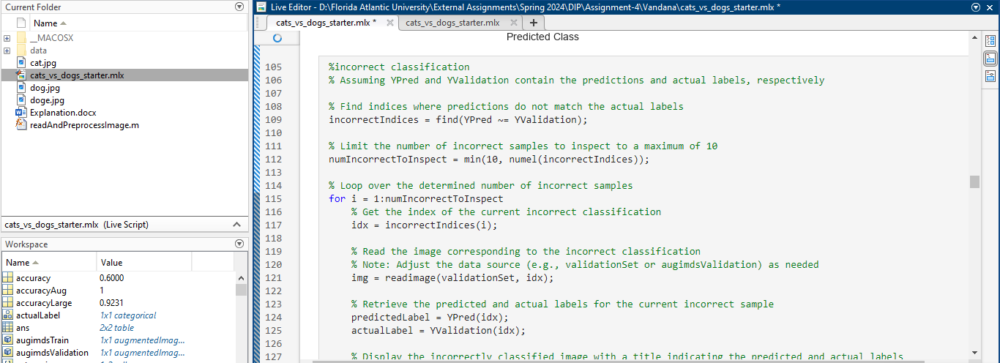 Current Folder
Name
__MACOSX
data
cat.jpg
cats_vs_dogs_starter.mlx
dog.jpg
doge.jpg
Explanation.docx
readAndPreprocessImage.m
cats_vs_dogs_starter.mlx (Live Script)
Workspace
Name Value
accuracy 0.6000
accuracyAug 1
accuracyLarge 0.9231
actualLabel 1x1 categorical
ans 2x2 table
augimdsTrain 1x1 augmentedImag...
augimdsValidation 1x1 augmentedImag...
Live Editor - D:\Florida Atlantic University\External Assignments\Spring 2024\DIP\Assignment-4\Vandana\cats_vs_dogs_starter.mlx *
cats_vs_dogs_starter.mlx * cats_vs_dogs_starter.mlx
Predicted Class
105 %incorrect classification
106 % Assuming YPred and YValidation contain the predictions and actual labels, respectively
107
108 % Find indices where predictions do not match the actual labels
109 incorrectIndices = find(YPred ~= YValidation);
110
111 % Limit the number of incorrect samples to inspect to a maximum of 10
112 numIncorrectToInspect = min(10, numel(incorrectIndices));
113
114 % Loop over the determined number of incorrect samples
115 for i = 1:numIncorrectToInspect
116 % Get the index of the current incorrect classification
117 idx = incorrectIndices(i);
118
119 % Read the image corresponding to the incorrect classification
120 % Note: Adjust the data source (e.g., validationSet or augimdsValidation) as needed
121 img = readimage(validationSet, idx);
122
123 % Retrieve the predicted and actual labels for the current incorrect sample
124 predictedLabel = YPred(idx);
125 actualLabel = YValidation(idx);
126
127 % Display the incorrectly classified image with a title indicating the predicted and actual labels